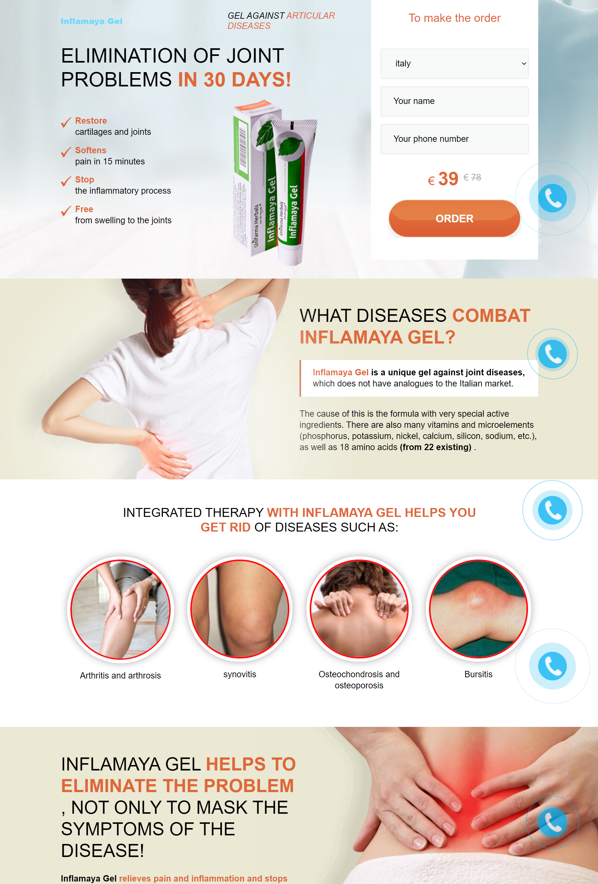 Inflamaya Gel
GEL AGAINST ARTICULAR
DISEASES
ELIMINATION OF JOINT
PROBLEMS IN 30 DAYS!
Restore
cartilages and joints
Softens
pain in 15 minutes
Stop
the inflammatory process
Free
from swelling to the joints
Unifarma Herbals
Inflamaya Gel
Inflamaya Gel
To make the order
italy
Your name
Your phone number
€ 39 € 78
ORDER
WHAT DISEASES COMBAT
INFLAMAYA GEL?
Inflamaya Gel is a unique gel against joint diseases,
which does not have analogues to the Italian market.
The cause of this is the formula with very special active
ingredients. There are also many vitamins and microelements
(phosphorus, potassium, nickel, calcium, silicon, sodium, etc.),
as well as 18 amino acids (from 22 existing) .
INTEGRATED THERAPY WITH INFLAMAYA GEL HELPS YOU
GET RID OF DISEASES SUCH AS:
Arthritis and arthrosis
synovitis
Osteochondrosis and
osteoporosis
Bursitis
INFLAMAYA GEL HELPS TO
ELIMINATE THE PROBLEM
, NOT ONLY TO MASK THE
SYMPTOMS OF THE
DISEASE!
Inflamaya Gel relieves pain and inflammation and stops